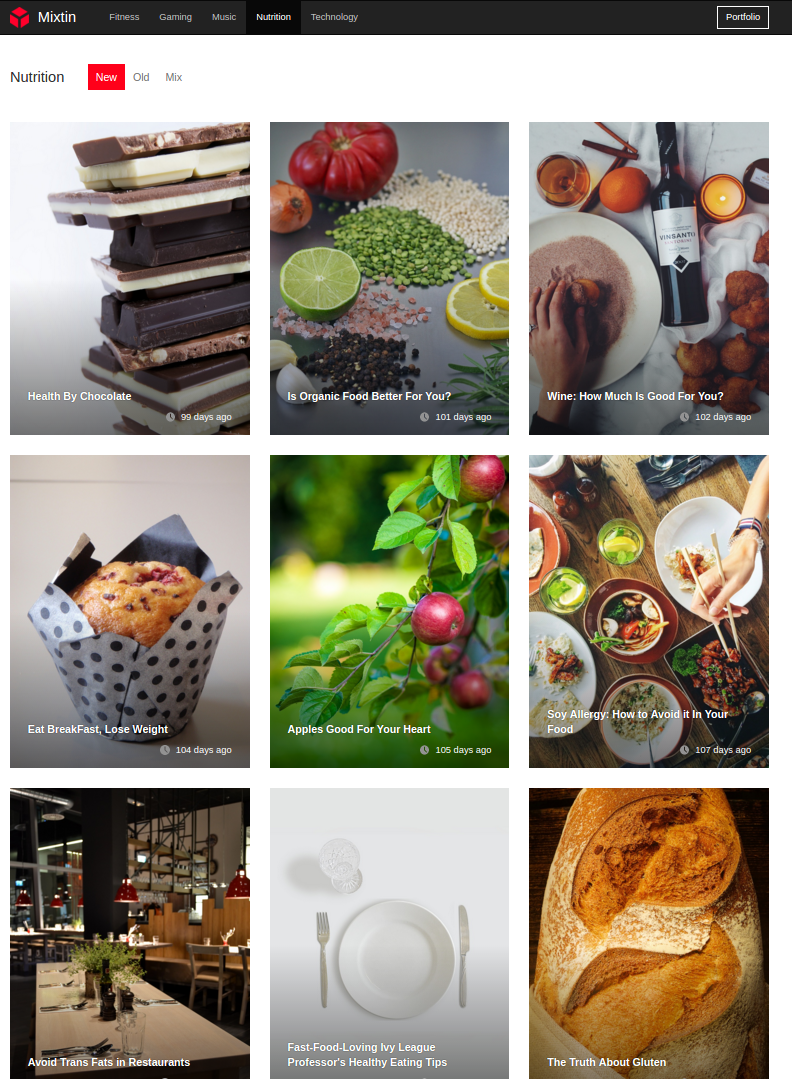 Mixtin
Fitness
Gaming
Music
Nutrition
Technology
Portfolio
Nutrition
New
Old
Mix
VINSANTO
Health By Chocolate
99 days ago
Is Organic Food Better For You?
101 days ago
Wine: How Much Is Good For You?
102 days ago
Eat BreakFast, Lose Weight
104 days ago
Apples Good For Your Heart
105 days ago
Soy Allergy: How to Avoid it In Your
Food
107 days ago
Avoid Trans Fats in Restaurants
Fast-Food-Loving Ivy League
Professor's Healthy Eating Tips
The Truth About Gluten